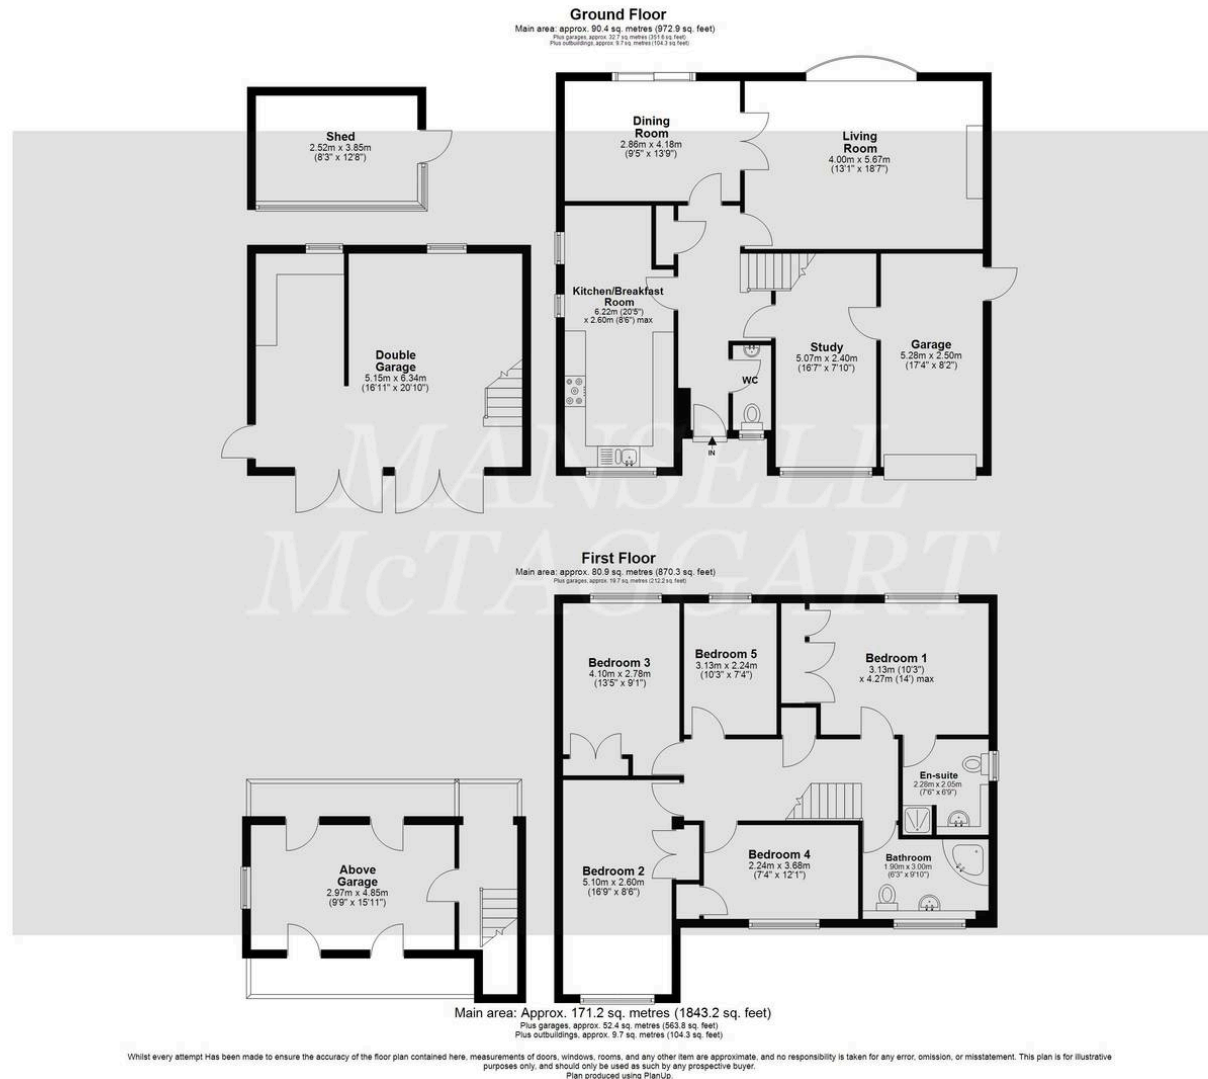 Ground Floor
Main area: approx. 90.4 sq. metres (972.9 sq. feet)
Plus garages, approx. 32.7 sq. metres (351.6 sq. feet)
Plus outbuildings, approx. 9.7 sq. metres (104.3 sq. feet)
Shed
2.52m x 3.85m
(8'3" x 12'8")
Dining
Room
2.86m x 4.18m
(9'5" x 13'9")
Living
Room
4.00m x 5.67m
(13'1" x 18'7")
Kitchen/Breakfast
Room
6.22m (20'5")
x 2.60m (8'6") max
Double
Garage
5.15m x 6.34m
(16'11" x 20'10")
Study
5.07m x 2.40m
(16'7" x 7'10")
Garage
5.28m x 2.50m
(17'4" x 8'2")
WC
IN
MANSELL
McTAGGART
First Floor
Main area: approx. 80.9 sq. metres (870.3 sq. feet)
Plus garages, approx. 19.7 sq. metres (212.2 sq. feet)
Bedroom 3
4.10m x 2.78m
(13'5" x 9'1")
Bedroom 5
3.13m x 2.24m
(10'3" x 7'4")
Bedroom 1
3.13m (10'3")
x 4.27m (14') max
En-suite
2.28m x 2.05m
(7'6" x 6'9")
Above
Garage
2.97m x 4.85m
(9'9" x 15'11")
Bedroom 2
5.10m x 2.60m
(16'9" x 8'6")
Bedroom 4
2.24m x 3.68m
(7'4" x 12'1")
Bathroom
1.90m x 3.00m
(6'3" x 9'10")
Main area: Approx. 171.2 sq. metres (1843.2 sq. feet)
Plus garages, approx. 52.4 sq. metres (563.8 sq. feet)
Plus outbuildings, approx. 9.7 sq. metres (104.3 sq. feet)
Whilst every attempt Has been made to ensure the accuracy of the floor plan contained here, measurements of doors, windows, rooms, and any other item are approximate, and no responsibility is taken for any error, omission, or misstatement. This plan is for illustrative
purposes only, and should only be used as such by any prospective buyer.
Plan produced using PlanUp.